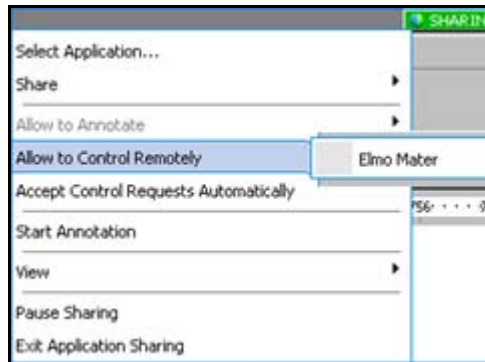 SHARIN
Select Application...
Share
Allow to Annotate
Allow to Control Remotely
Elmo Mater
Accept Control Requests Automatically
756
Start Annotation
View
Pause Sharing
Exit Application Sharing